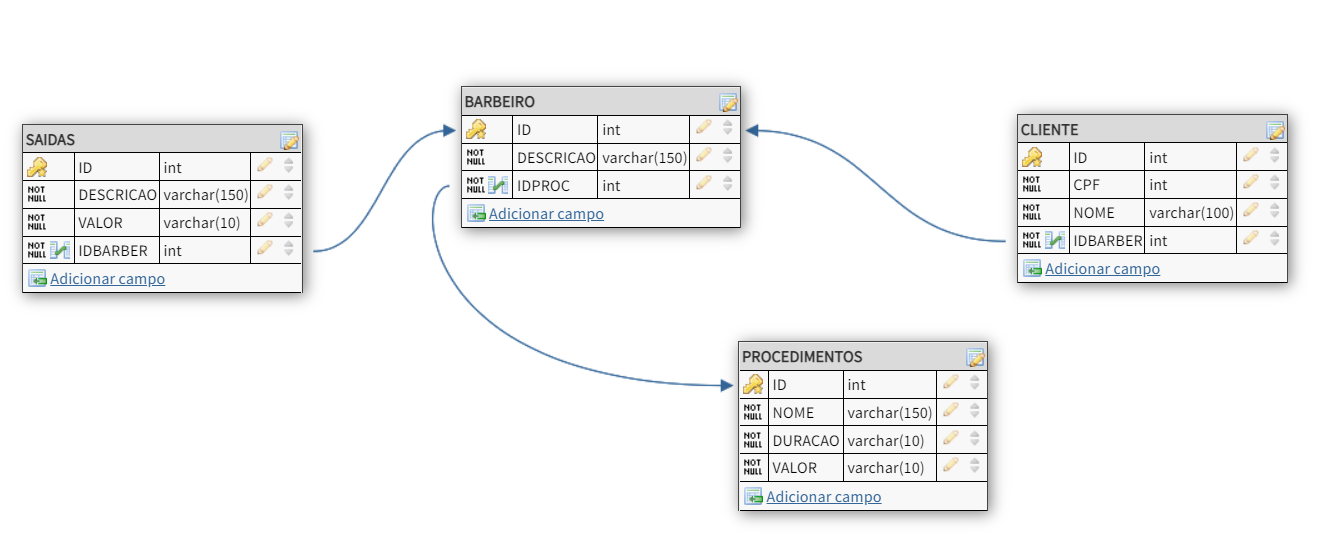 SAIDAS
ID int
NOT NULL DESCRICAO varchar(150)
NOT NULL VALOR varchar(10)
NOT NULL IDBARBER int
Adicionar campo
BARBEIRO
ID int
NOT NULL DESCRICAO varchar(150)
NOT NULL IDPROC int
Adicionar campo
CLIENTE
ID int
NOT NULL CPF int
NOT NULL NOME varchar(100)
NOT NULL IDBARBER int
Adicionar campo
PROCEDIMENTOS
ID int
NOT NULL NOME varchar(150)
NOT NULL DURACAO varchar(10)
NOT NULL VALOR varchar(10)
Adicionar campo